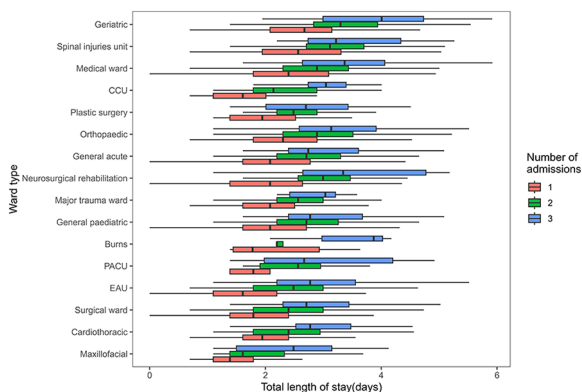 Ward type
Geriatric
Spinal injuries unit
Medical ward
CCU
Plastic surgery
Orthopaedic
General acute
Neurosurgical rehabilitation
Major trauma ward
General paediatric
Burns
PACU
EAU
Surgical ward
Cardiothoracic
Maxillofacial
0 2 4 6
Total length of stay(days)
Number of
admissions
1
2
3